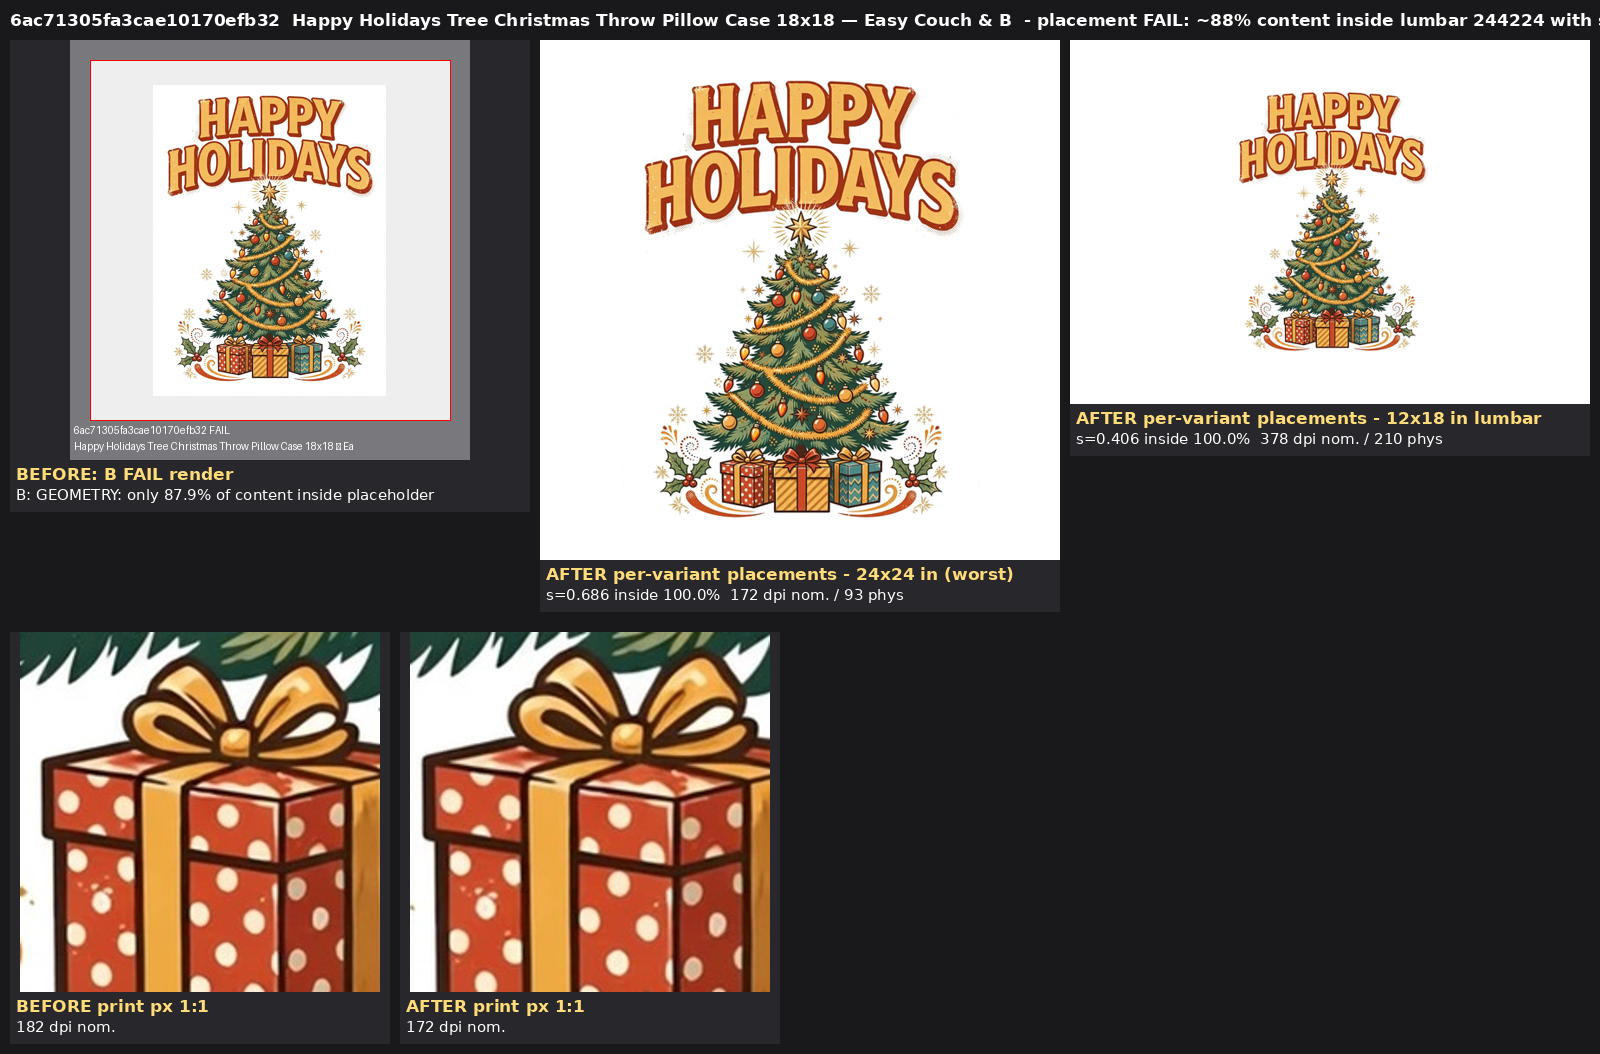 6ac71305fa3cae10170efb32 Happy Holidays Tree Christmas Throw Pillow Case 18x18 — Easy Couch & B - placement FAIL: ~88% content inside lumbar 244224 with
HAPPY
HOLIDAYS
6ac71305fa3cae10170efb32 FAIL
Happy Holidays Tree Christmas Throw Pillow Case 18x18 Ea
BEFORE: B FAIL render
B: GEOMETRY: only 87.9% of content inside placeholder
HAPPY
HOLIDAYS
AFTER per-variant placements - 24x24 in (worst)
s=0.686 inside 100.0% 172 dpi nom. / 93 phys
HAPPY
HOLIDAYS
AFTER per-variant placements - 12x18 in lumbar
s=0.406 inside 100.0% 378 dpi nom. / 210 phys
BEFORE print px 1:1
182 dpi nom.
AFTER print px 1:1
172 dpi nom.